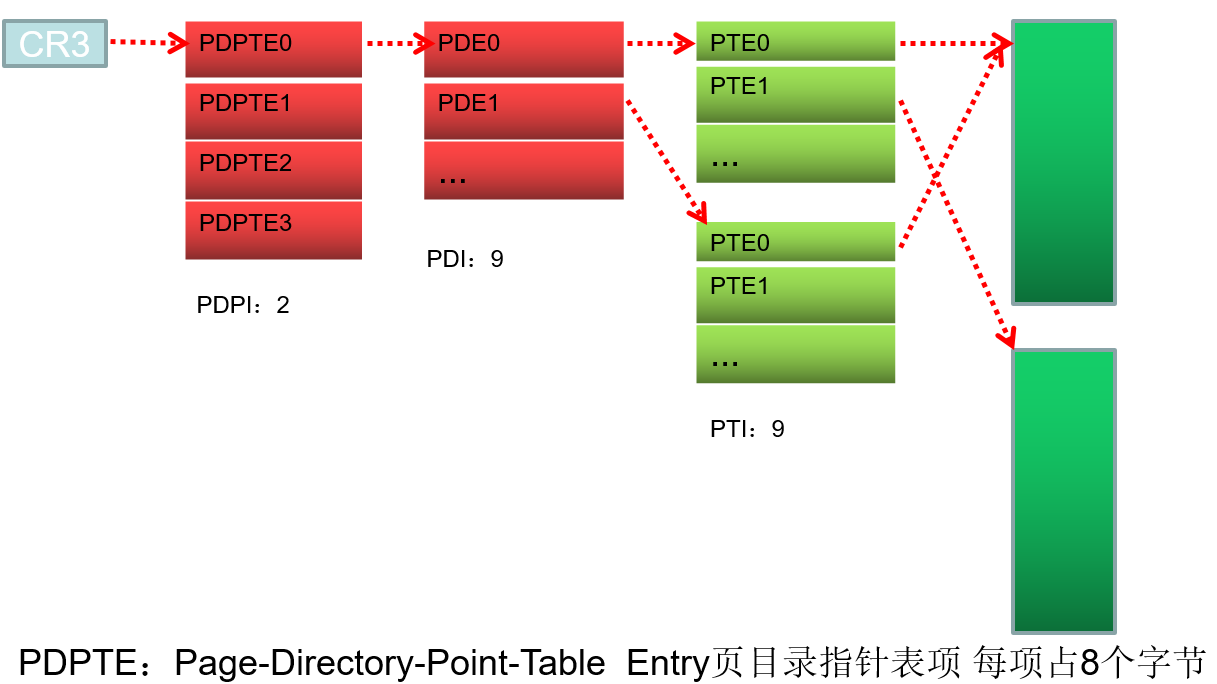 CR3
PDPTE0
PDPTE1
PDPTE2
PDPTE3
PDPI：2
PDE0
PDE1
...
PDI：9
PTE0
PTE1
...
PTE0
PTE1
...
PTI：9
PDPTE：Page-Directory-Point-Table Entry页目录指针表项 每项占8个字节